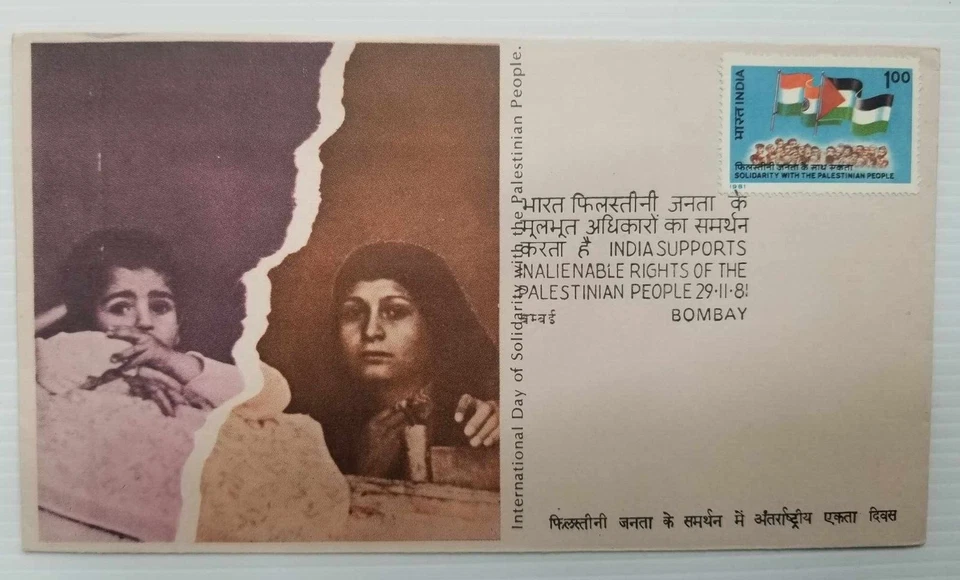 International Day of Solidarity with the Palestinian People.
भारत INDIA
100
फिलस्तीनी जनता के साथ एकता
SOLIDARITY WITH THE PALESTINIAN PEOPLE
1981
भारत फिलस्तीनी जनता के
मूलभूत अधिकारों का समर्थन
करता है INDIA SUPPORTS
INALIENABLE RIGHTS OF THE
PALESTINIAN PEOPLE 29·11·81
बम्बई BOMBAY
फिलस्तीनी जनता के समर्थन में अंतर्राष्ट्रीय एकता दिवस